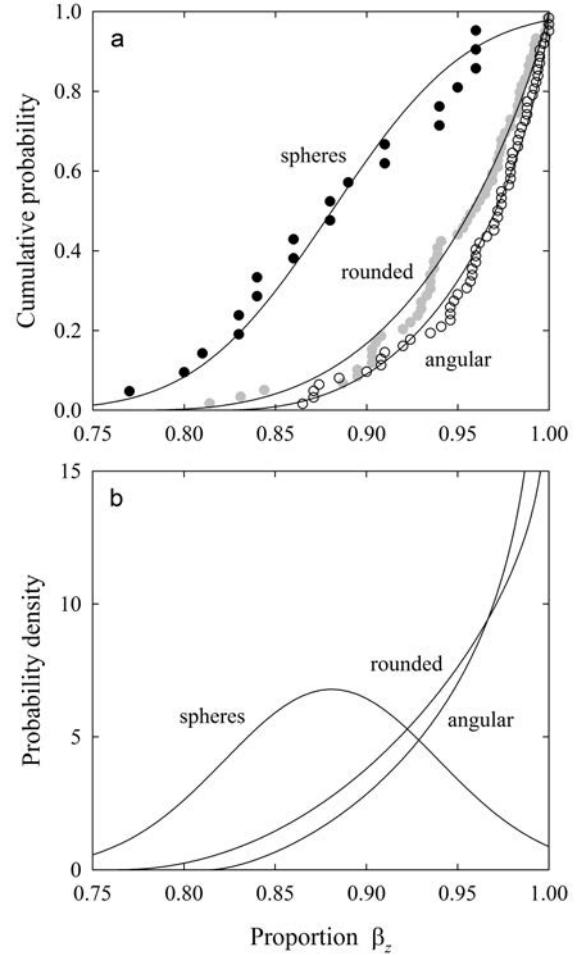 a
1.0
0.8
0.6
0.4
0.2
0.0
Cumulative probability
spheres
rounded
angular
0.75 0.80 0.85 0.90 0.95 1.00
b
15
10
5
0
Probability density
spheres
rounded
angular
0.75 0.80 0.85 0.90 0.95 1.00
Proportion β_z